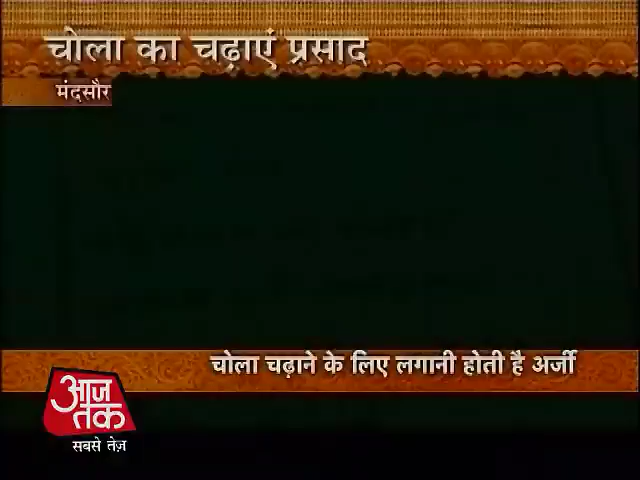 चोला का चढ़ाएं प्रसाद
मंदसौर
चोला चढ़ाने के लिए लगानी होती है अर्जी
आज
तक
सबसे तेज़